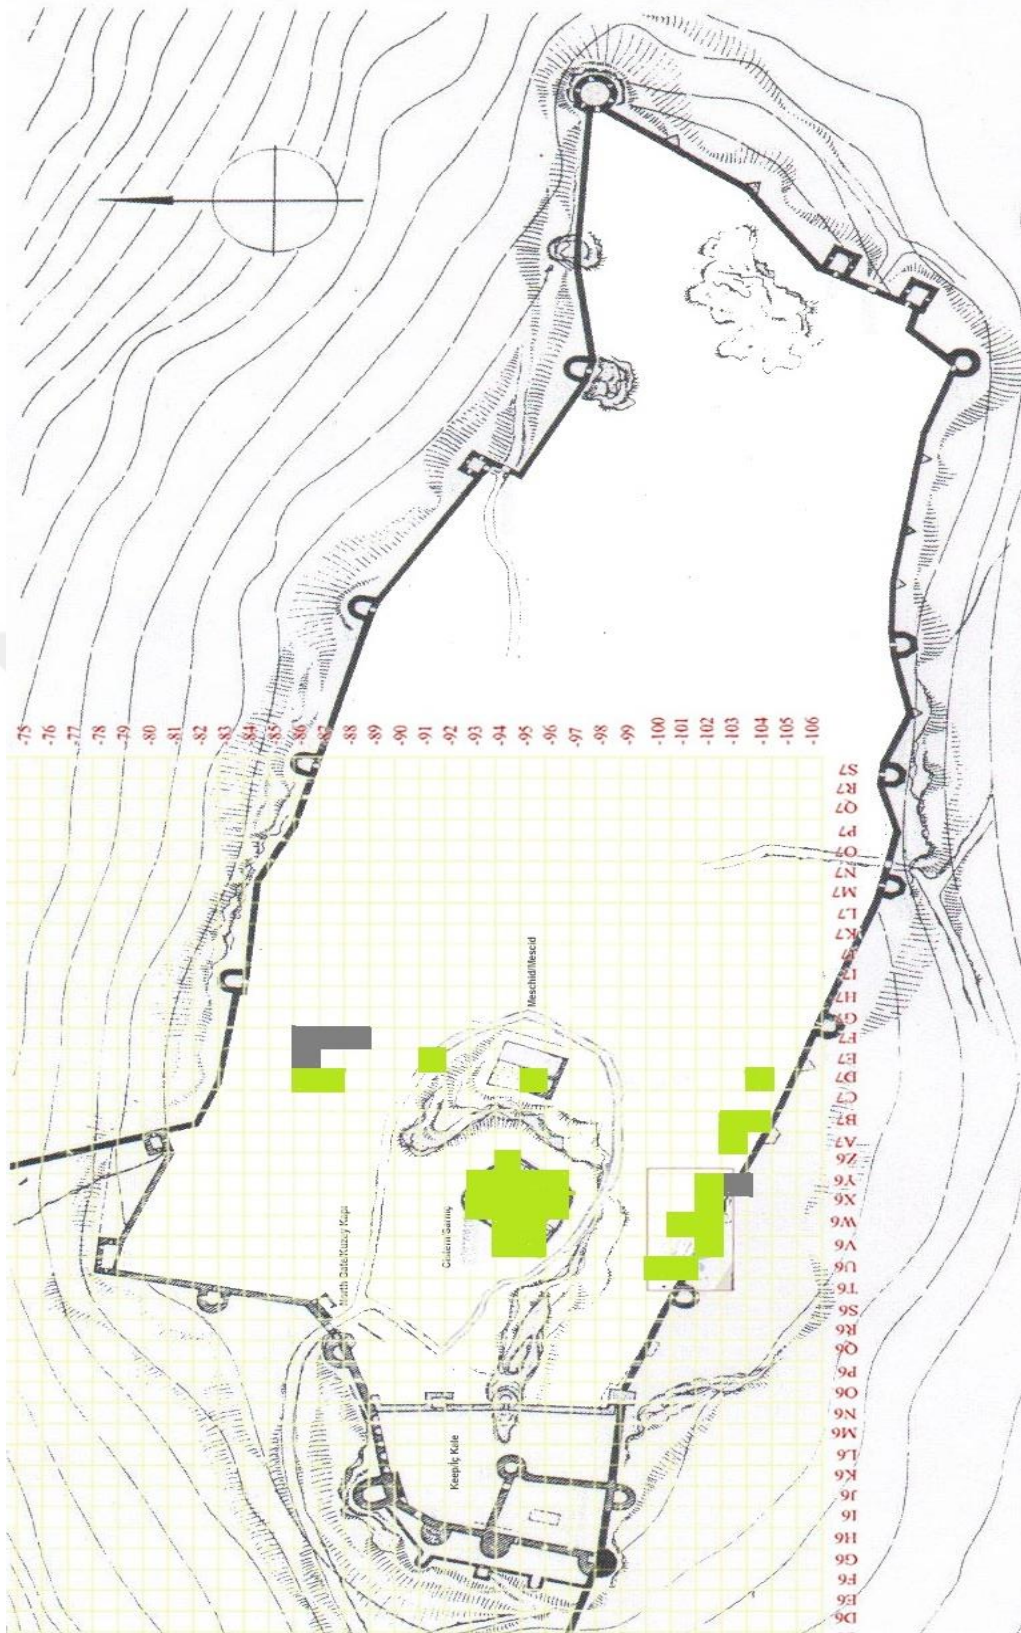 -75
-76
-77
-78
-79
-80
-81
-82
-83
-84
-85
-86
-87
-88
-89
-90
-91
-92
-93
-94
-95
-96
-97
-98
-99
-100
-101
-102
-103
-104
-105
-106
S7
R7
Q7
P7
O7
N7
M7
L7
K7
J7
I7
H7
G7
F7
E7
D7
C7
B7
A7
Z6
Y6
X6
W6
V6
U6
T6
S6
R6
Q6
P6
O6
N6
M6
L6
K6
J6
I6
H6
G6
F6
E6
D6
Meschid/Mescid
North Gate/Kuzey Kapı
Cistern/Sarnıç
Keep/İç Kale